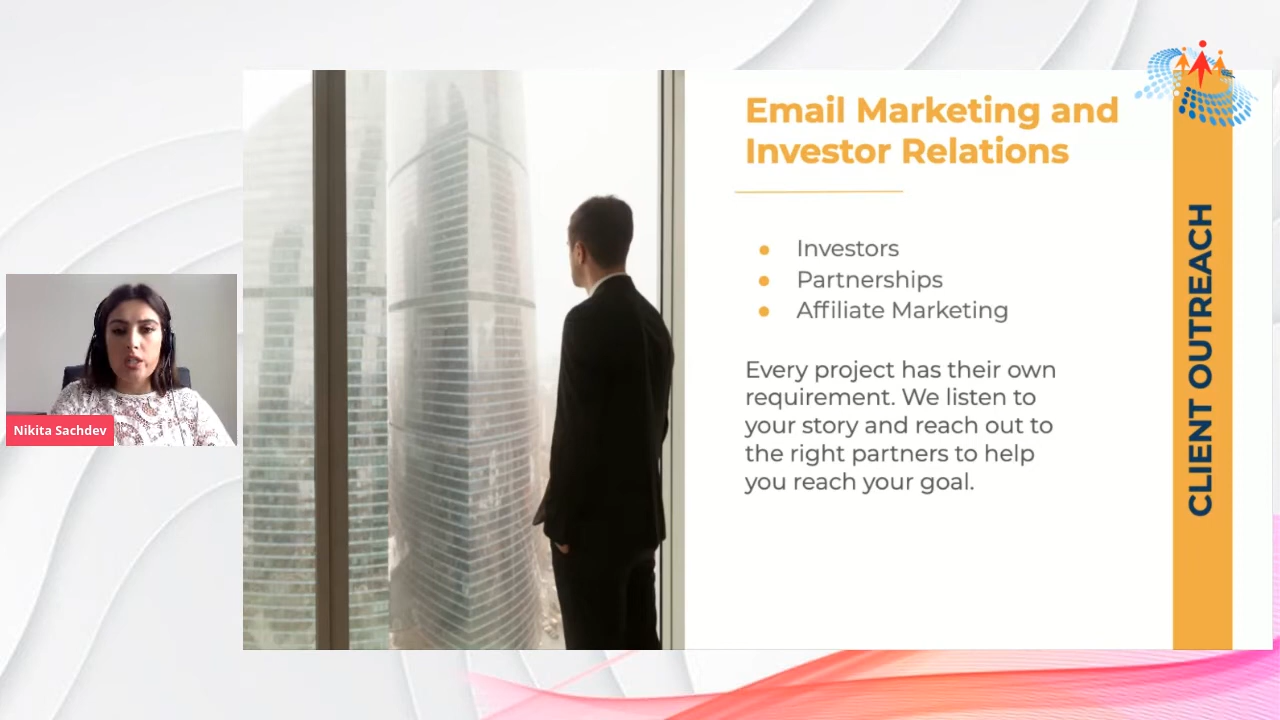 Email Marketing and
Investor Relations
Investors
Partnerships
Affiliate Marketing
Every project has their own
requirement. We listen to
your story and reach out to
the right partners to help
you reach your goal.
CLIENT OUTREACH
Nikita Sachdev